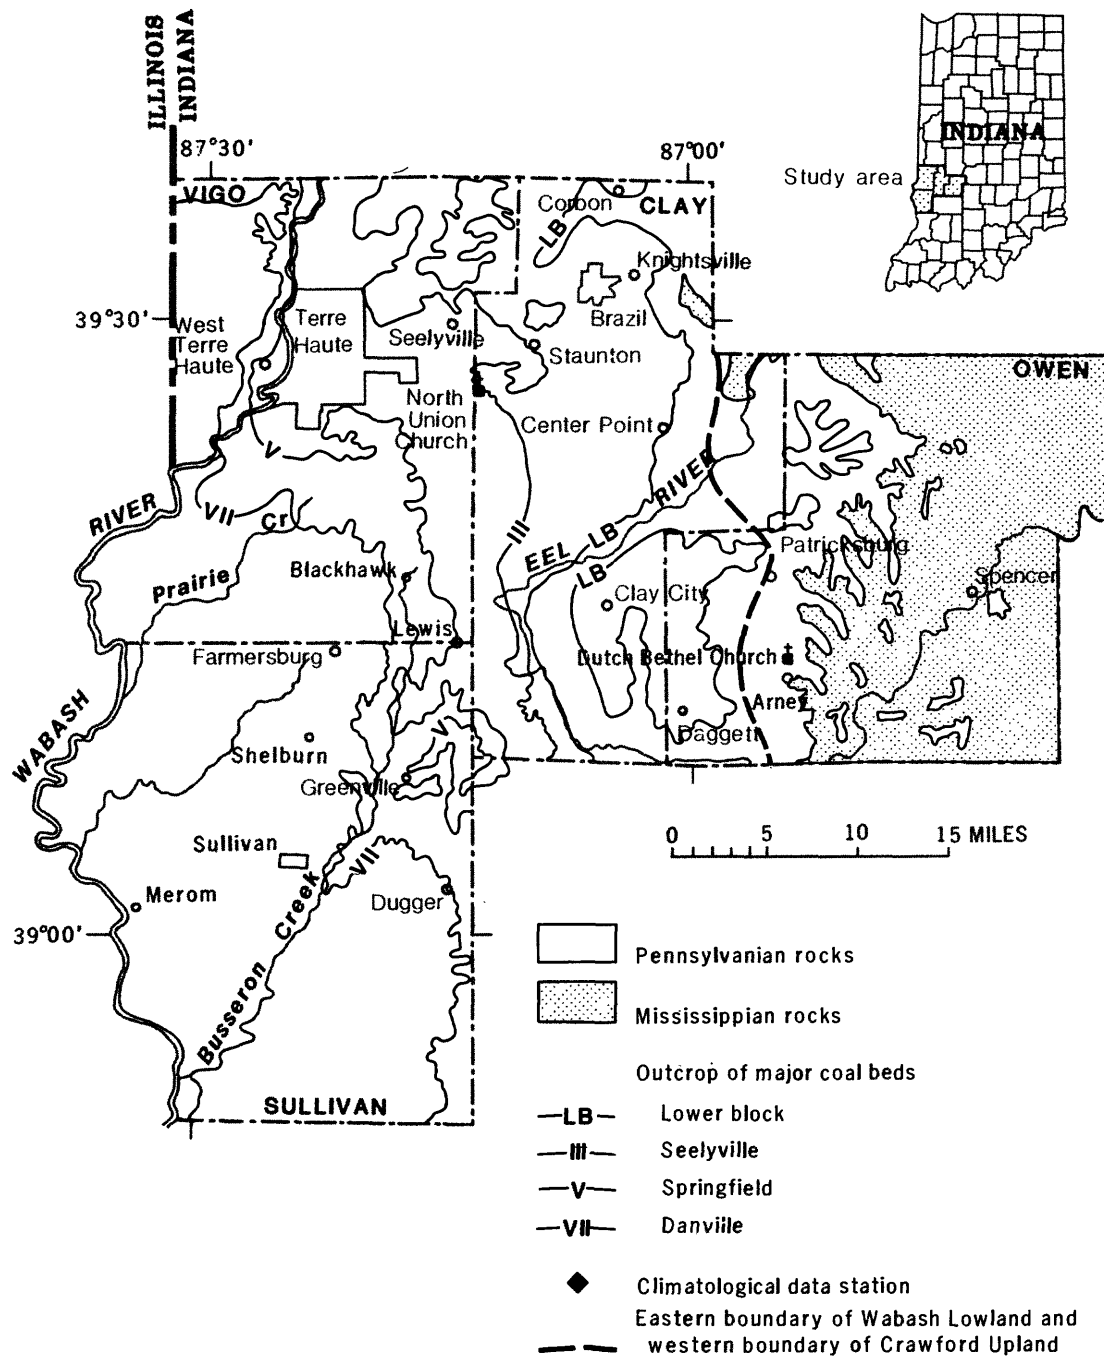 ILLINOIS
INDIANA
87°30'
87°00'
INDIANA
Study area
VIGO
Corbon
CLAY
LB
Knightsville
39°30'
West
Terre
Haute
Terre
Haute
Seelyville
Brazil
Staunton
OWEN
North
Union
Church
Center Point
V
RIVER
VII
Cr
III
EEL
LB
RIVER
LB
Patricksburg
Prairie
Blackhawk
Clay City
Spencer
Lewis
Farmersburg
Dutch Bethel Church
Arney
WABASH
Shelburn
V
Daggett
Greenville
0 5 10 15 MILES
Sullivan
VII
Merom
Dugger
39°00'
Busseron Creek
SULLIVAN
Pennsylvanian rocks
Mississippian rocks
Outcrop of major coal beds
LB Lower block
III Seelyville
V Springfield
VII Danville
Climatological data station
Eastern boundary of Wabash Lowland and
western boundary of Crawford Upland